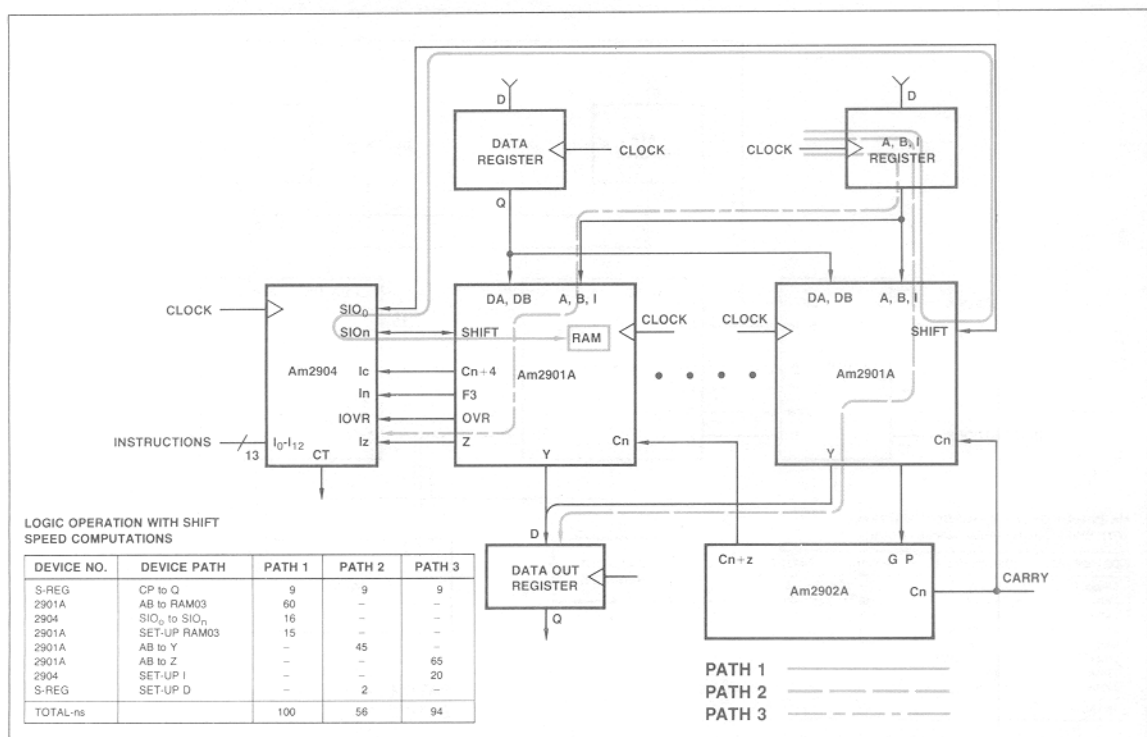 D
D
DATA
REGISTER
CLOCK
CLOCK
A, B, I
REGISTER
Q
CLOCK
SIO0
SIOn
Am2904
Ic
In
IOVR
Iz
INSTRUCTIONS
13
I0-I12
CT
DA, DB
A, B, I
SHIFT
RAM
CLOCK
Cn+4
Am2901A
F3
OVR
Z
Cn
Y
CLOCK
DA, DB
A, B, I
SHIFT
Am2901A
Cn
Y
D
DATA OUT
REGISTER
Q
Cn+z
G P
Am2902A
Cn
CARRY
LOGIC OPERATION WITH SHIFT
SPEED COMPUTATIONS
DEVICE NO. DEVICE PATH PATH 1 PATH 2 PATH 3
S-REG CP to Q 9 9 9
2901A AB to RAM03 60 – –
2904 SIOo to SIOn 16 – –
2901A SET-UP RAM03 15 – –
2901A AB to Y – 45 –
2901A AB to Z – – 65
2904 SET-UP I – – 20
S-REG SET-UP D – 2 –
TOTAL-ns 100 56 94
PATH 1
PATH 2
PATH 3